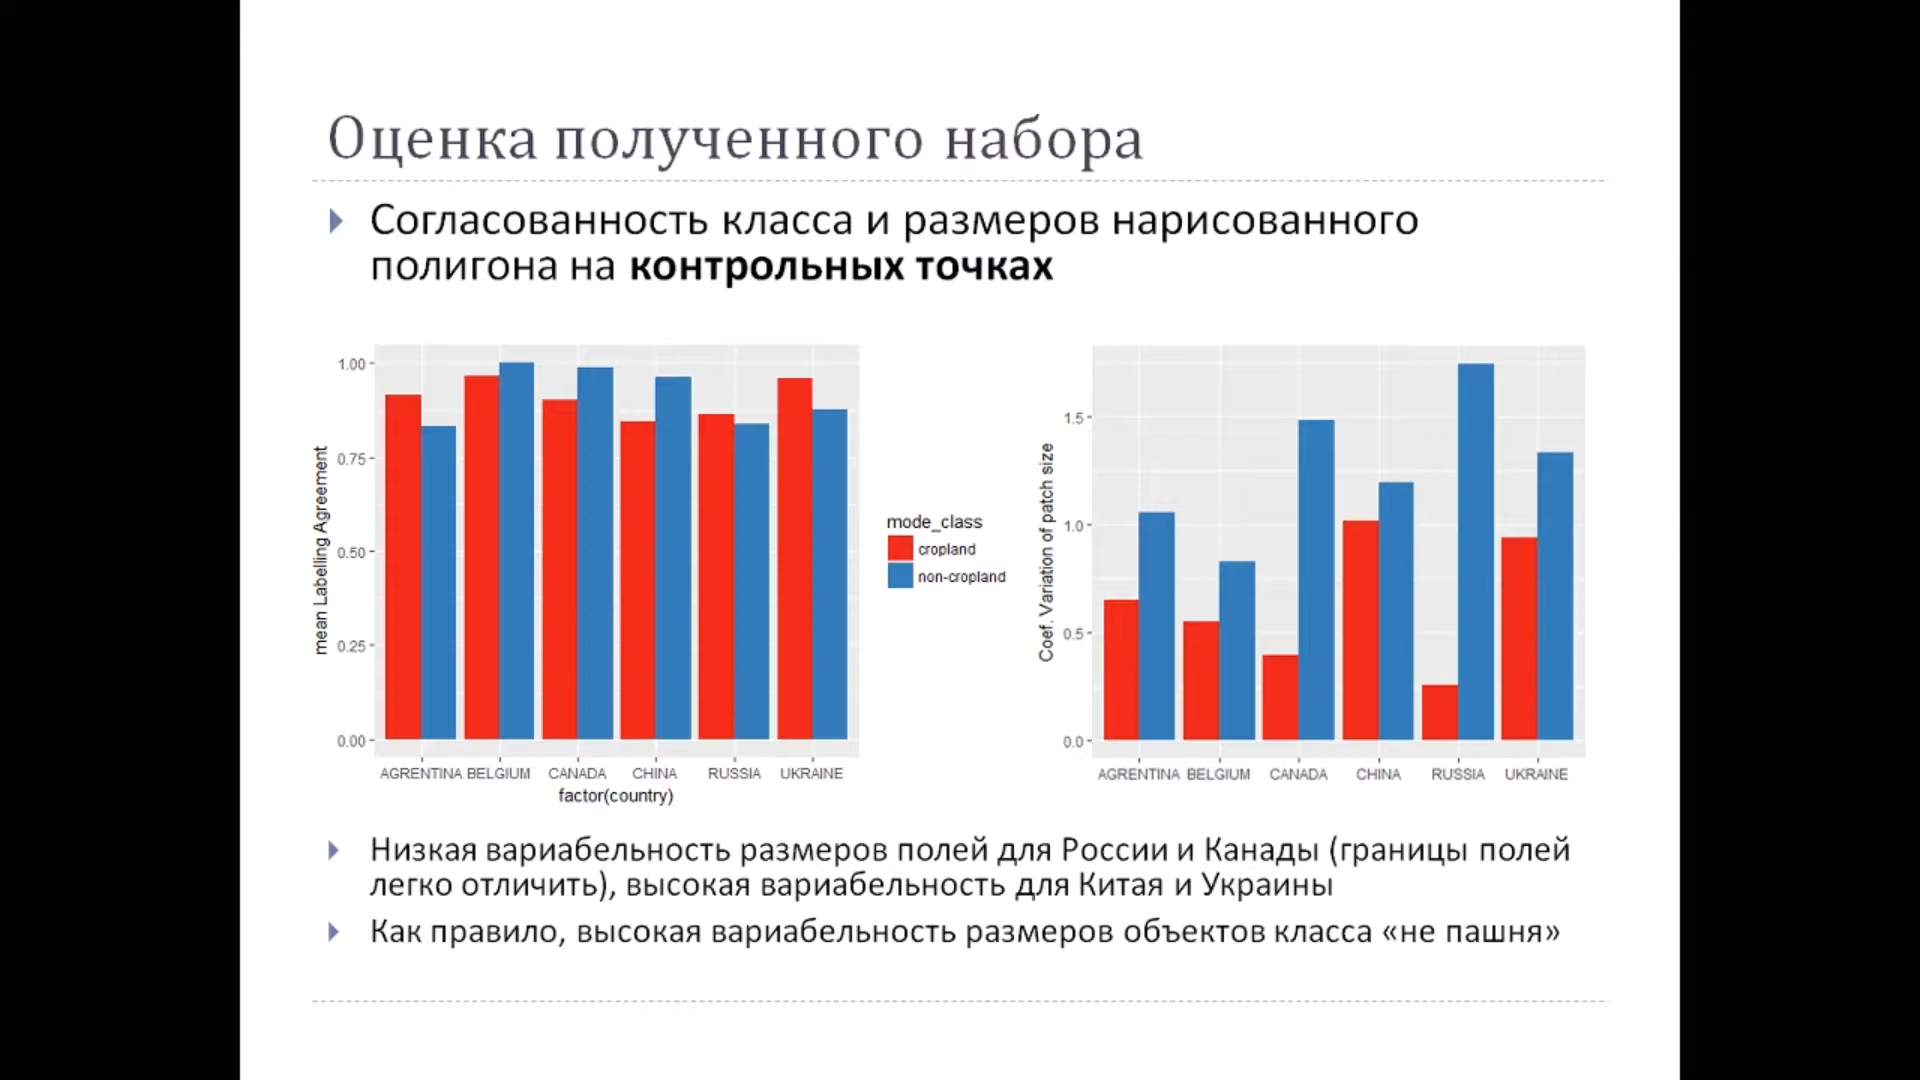 Оценка полученного набора
Согласованность класса и размеров нарисованного
полигона на контрольных точках
mean Labelling Agreement
1.00
0.75
0.50
0.25
0.00
AGRENTINA BELGIUM CANADA CHINA RUSSIA UKRAINE
factor(country)
mode_class
cropland
non-cropland
Coef. Variation of patch size
1.5
1.0
0.5
0.0
AGRENTINA BELGIUM CANADA CHINA RUSSIA UKRAINE
Низкая вариабельность размеров полей для России и Канады (границы полей
легко отличить), высокая вариабельность для Китая и Украины
Как правило, высокая вариабельность размеров объектов класса «не пашня»